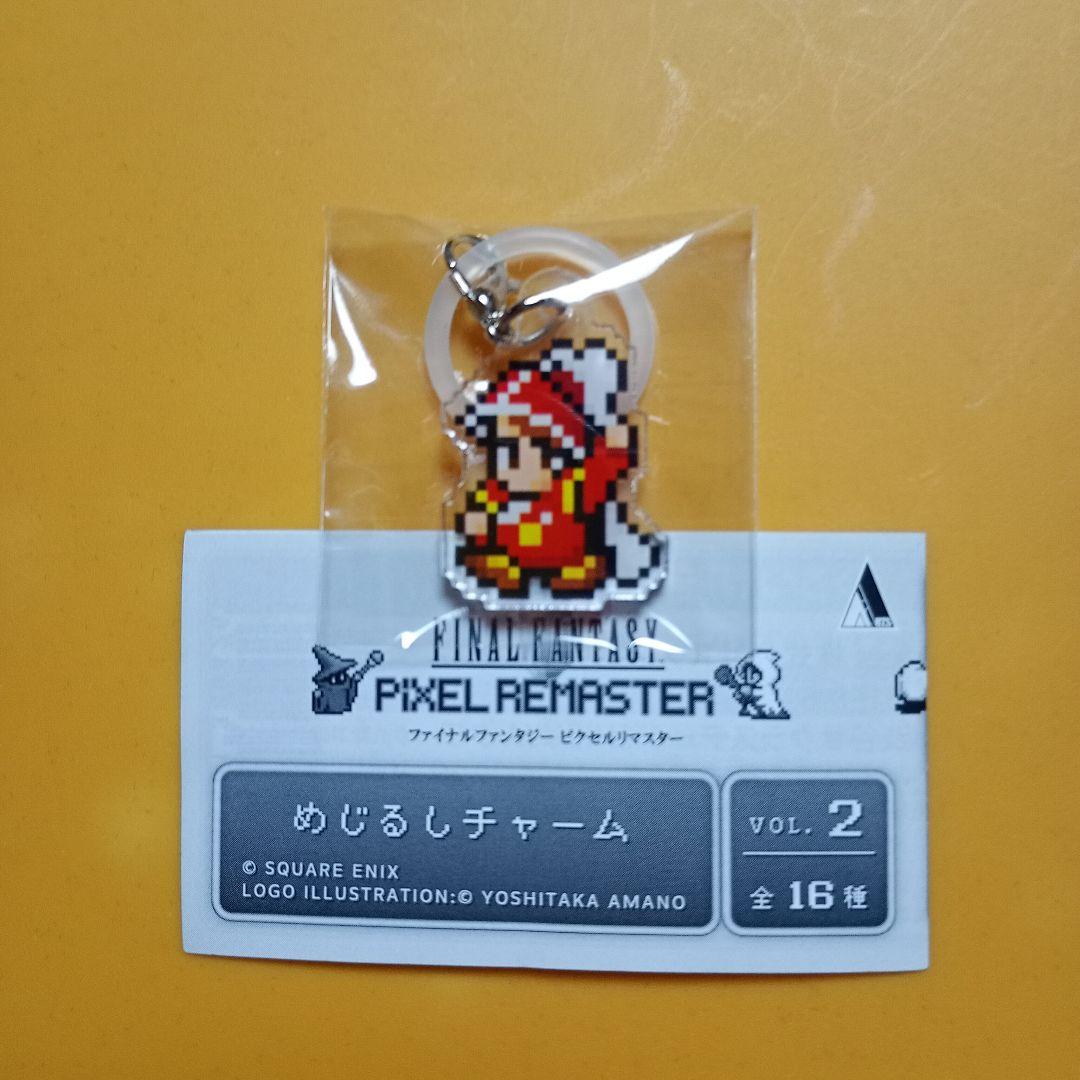 FINAL FANTASY
PIXEL REMASTER
ファイナルファンタジー ピクセルリマスター
めじるしチャーム
© SQUARE ENIX
LOGO ILLUSTRATION:© YOSHITAKA AMANO
VOL. 2
全16種